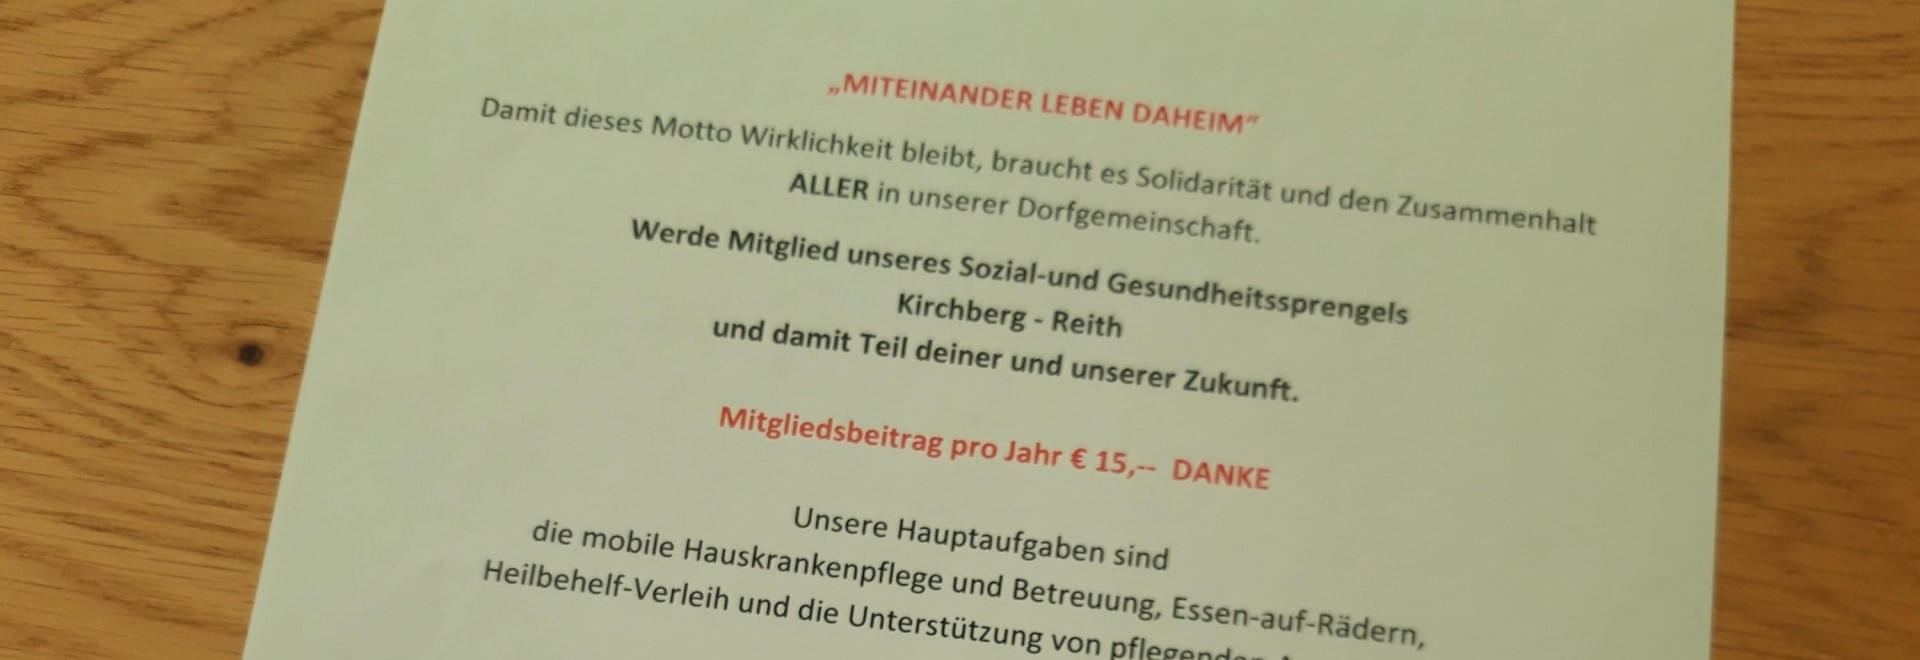 „MITEINANDER LEBEN DAHEIM“
Damit dieses Motto Wirklichkeit bleibt, braucht es Solidarität und den Zusammenhalt
ALLER in unserer Dorfgemeinschaft.
Werde Mitglied unseres Sozial-und Gesundheitssprengels
Kirchberg - Reith
und damit Teil deiner und unserer Zukunft.
Mitgliedsbeitrag pro Jahr € 15,-- DANKE
Unsere Hauptaufgaben sind
die mobile Hauskrankenpflege und Betreuung, Essen-auf-Rädern,
Heilbehelf-Verleih und die Unterstützung von